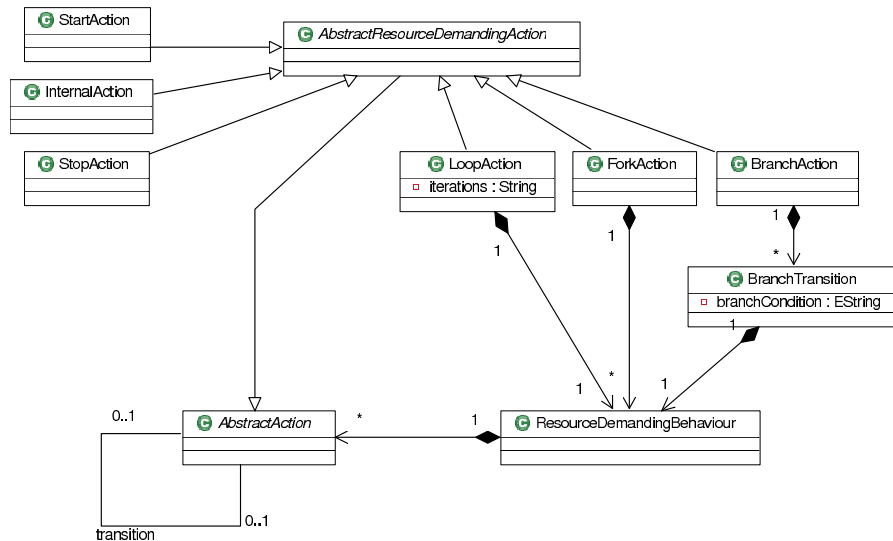 StartAction
AbstractResourceDemandingAction
InternalAction
StopAction
LoopAction
iterations : String
ForkAction
BranchAction
1
1
1
*
BranchTransition
branchCondition : EString
1
1
*
1
0..1
AbstractAction
*
1
ResourceDemandingBehaviour
0..1
transition